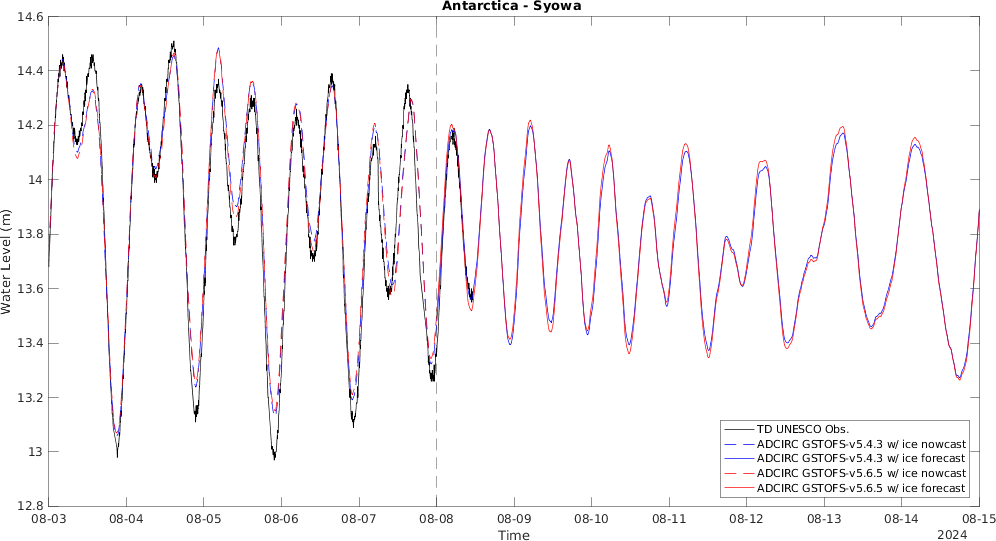 Antarctica - Syowa
Water Level (m)
14.6
14.4
14.2
14
13.8
13.6
13.4
13.2
13
12.8
08-03 08-04 08-05 08-06 08-07 08-08 08-09 08-10 08-11 08-12 08-13 08-14 08-15
Time
2024
TD UNESCO Obs.
ADCIRC GSTOFS-v5.4.3 w/ ice nowcast
ADCIRC GSTOFS-v5.4.3 w/ ice forecast
ADCIRC GSTOFS-v5.6.5 w/ ice nowcast
ADCIRC GSTOFS-v5.6.5 w/ ice forecast